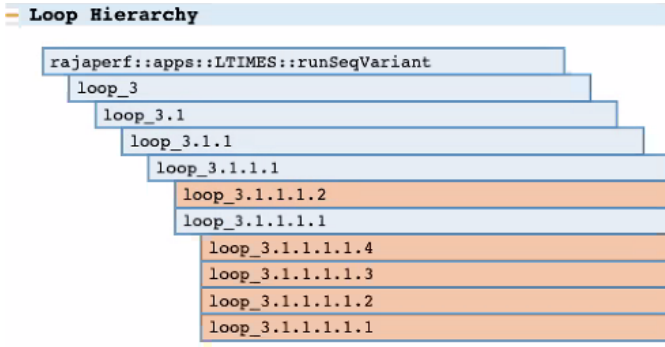 Loop Hierarchy
rajaperf::apps::LTIMES::runSeqVariant
loop_3
loop_3.1
loop_3.1.1
loop_3.1.1.1
loop_3.1.1.1.2
loop_3.1.1.1.1
loop_3.1.1.1.1.4
loop_3.1.1.1.1.3
loop_3.1.1.1.1.2
loop_3.1.1.1.1.1